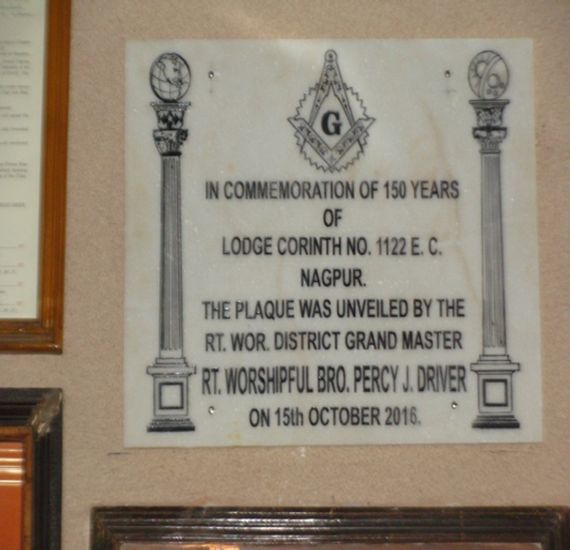 G
IN COMMEMORATION OF 150 YEARS
OF
LODGE CORINTH NO. 1122 E. C.
NAGPUR.
THE PLAQUE WAS UNVEILED BY THE
RT. WOR. DISTRICT GRAND MASTER
RT. WORSHIPFUL BRO. PERCY J. DRIVER
ON 15th OCTOBER 2016.